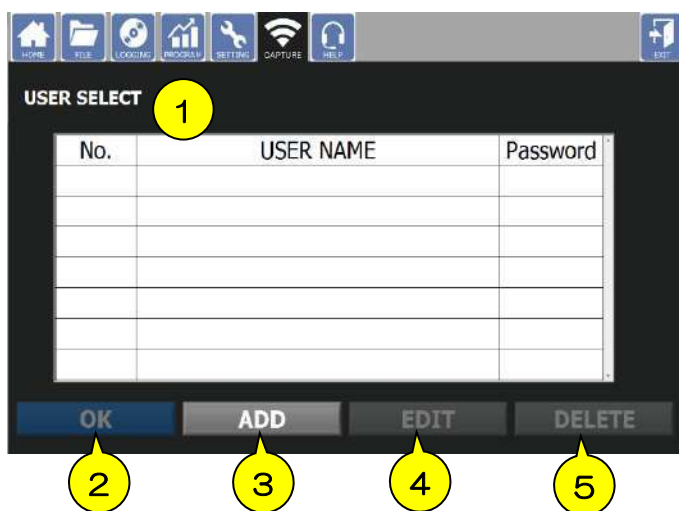 HOME FILE LOGGING PROGRAM SETTING CAPTURE HELP EXIT
USER SELECT
1
No. USER NAME Password
OK ADD EDIT DELETE
2 3 4 5